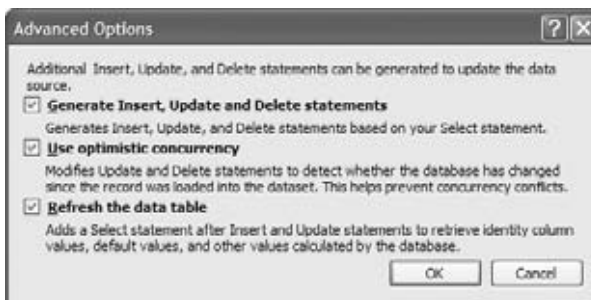 Advanced Options
Additional Insert, Update, and Delete statements can be generated to update the data
source.
Generate Insert, Update and Delete statements
Generates Insert, Update, and Delete statements based on your Select statement.
Use optimistic concurrency
Modifies Update and Delete statements to detect whether the database has changed
since the record was loaded into the dataset. This helps prevent concurrency conflicts.
Refresh the data table
Adds a Select statement after Insert and Update statements to retrieve identity column
values, default values, and other values calculated by the database.
OK Cancel